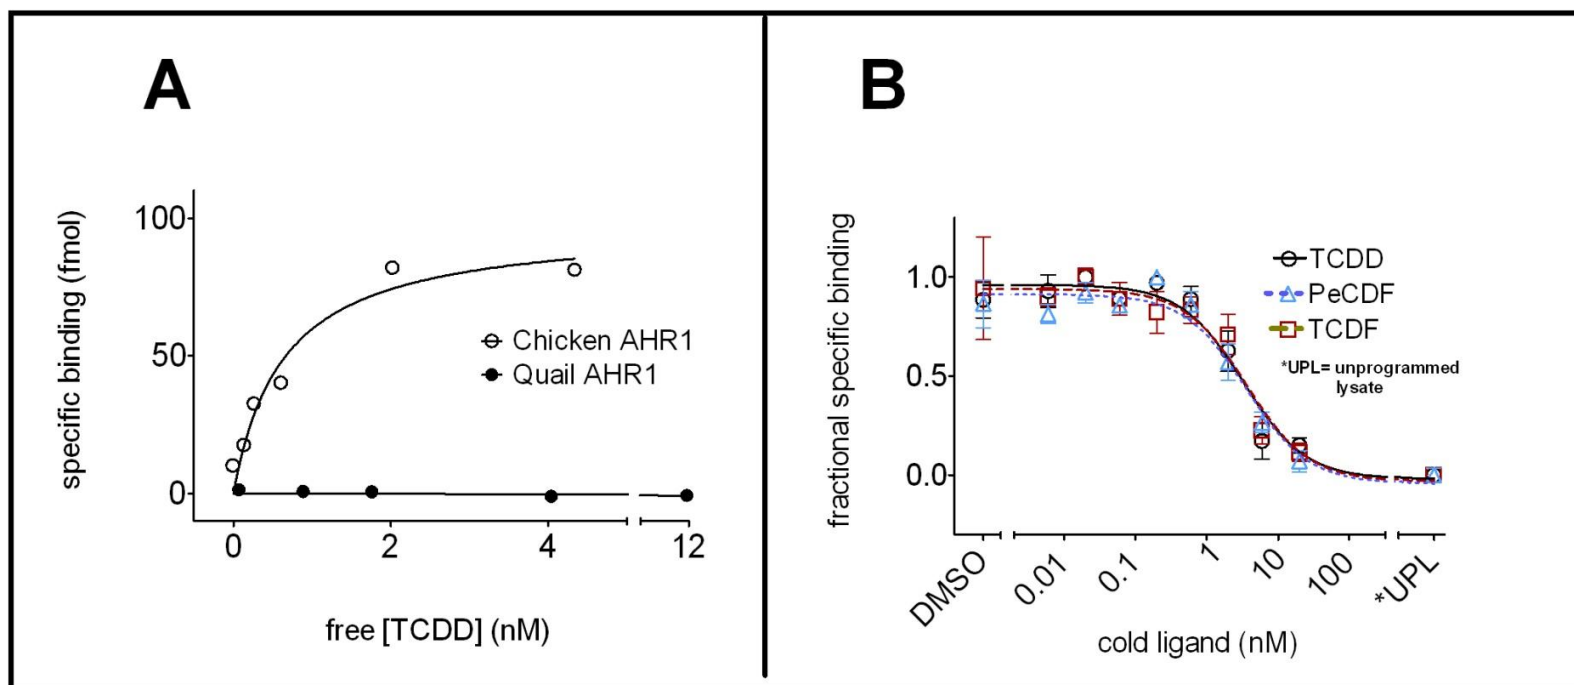 A
specific binding (fmol)
100
50
0
Chicken AHR1
Quail AHR1
0 2 4 12
free [TCDD] (nM)
B
fractional specific binding
1.0
0.5
0.0
TCDD
PeCDF
TCDF
*UPL= unprogrammed
lysate
DMSO 0.01 0.1 1 10 100 *UPL
cold ligand (nM)